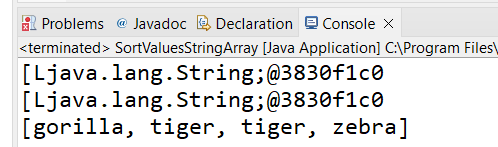 Problems @ Javadoc Declaration Console
<terminated> SortValuesStringArray [Java Application] C:\Program Files\
[Ljava.lang.String;@3830f1c0
[Ljava.lang.String;@3830f1c0
[gorilla, tiger, tiger, zebra]